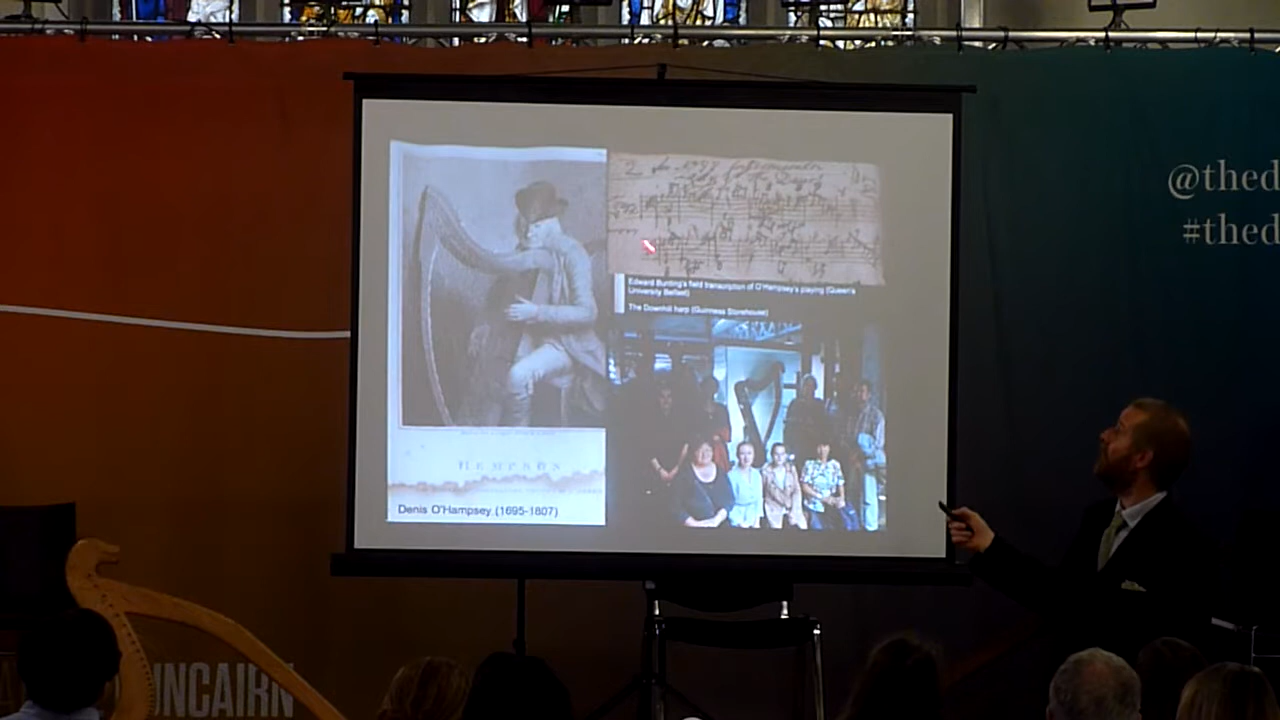 @thed
#thed
Edward Bunting's field transcription of O'Hampsey's playing (Queen's
University Belfast)
The Downhill harp (Guinness Storehouse)
HEMPSON
Denis O'Hampsey (1695-1807)
UNCAIRN